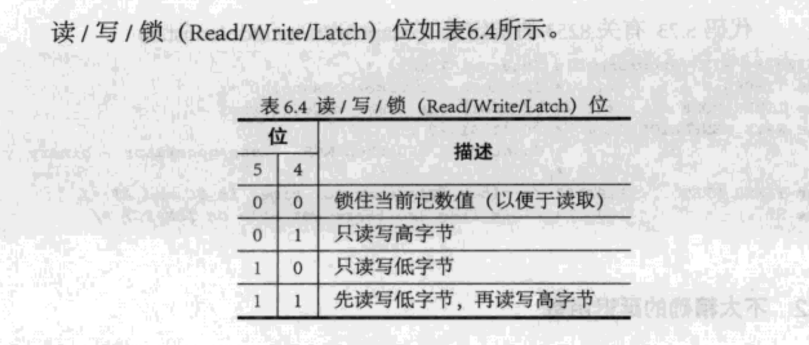 读/写/锁（Read/Write/Latch）位如表6.4所示。
表 6.4 读/写/锁（Read/Write/Latch）位
位 描述
5 4
0 0 锁住当前记数值（以便于读取）
0 1 只读写高字节
1 0 只读写低字节
1 1 先读写低字节，再读写高字节